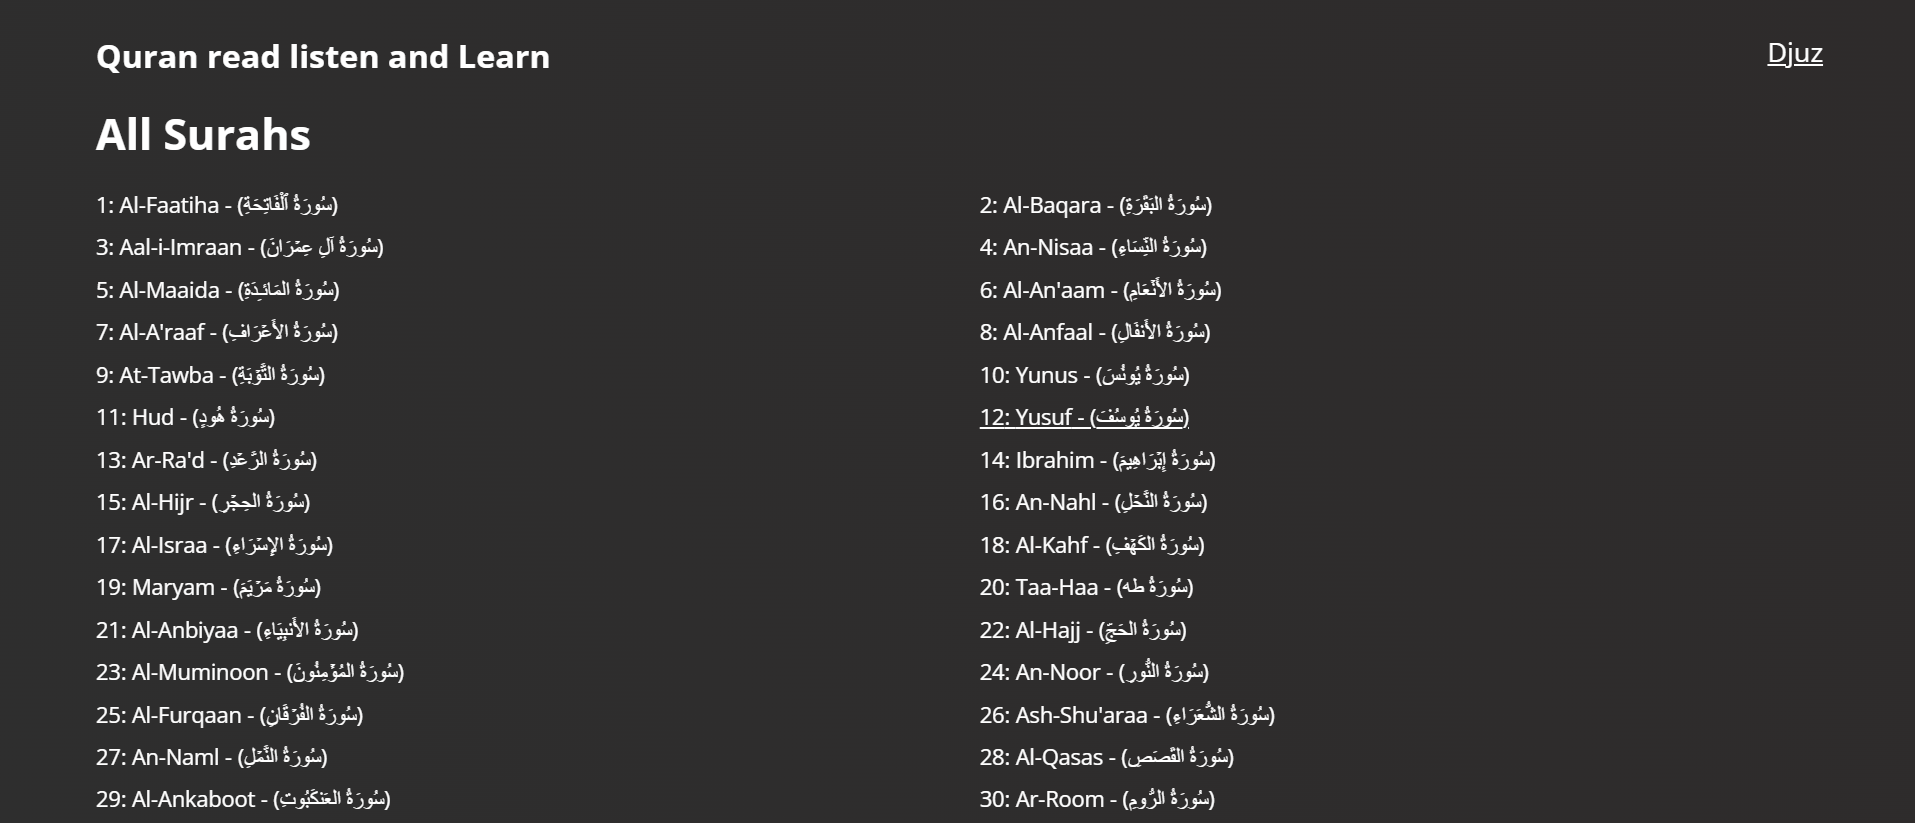 Quran read listen and Learn
Djuz
All Surahs
1: Al-Faatiha - (سُورَةُ ٱلْفَاتِحَةِ)
2: Al-Baqara - (سُورَةُ البَقَرَةِ)
3: Aal-i-Imraan - (سُورَةُ آلِ عِمۡرَانَ)
4: An-Nisaa - (سُورَةُ النِّسَاءِ)
5: Al-Maaida - (سُورَةُ المَائـِدَةِ)
6: Al-An'aam - (سُورَةُ الأَنۡعَامِ)
7: Al-A'raaf - (سُورَةُ الأَعۡرَافِ)
8: Al-Anfaal - (سُورَةُ الأَنفَالِ)
9: At-Tawba - (سُورَةُ التَّوۡبَةِ)
10: Yunus - (سُورَةُ يُونُسَ)
11: Hud - (سُورَةُ هُودٍ)
12: Yusuf - (سُورَةُ يُوسُفَ)
13: Ar-Ra'd - (سُورَةُ الرَّعۡدِ)
14: Ibrahim - (سُورَةُ إِبۡرَاهِيمَ)
15: Al-Hijr - (سُورَةُ الحِجۡرِ)
16: An-Nahl - (سُورَةُ النَّحۡلِ)
17: Al-Israa - (سُورَةُ الإِسۡرَاءِ)
18: Al-Kahf - (سُورَةُ الكَهۡفِ)
19: Maryam - (سُورَةُ مَرۡيَمَ)
20: Taa-Haa - (سُورَةُ طه)
21: Al-Anbiyaa - (سُورَةُ الأَنبِيَاءِ)
22: Al-Hajj - (سُورَةُ الحَجِّ)
23: Al-Muminoon - (سُورَةُ المُؤۡمِنُونَ)
24: An-Noor - (سُورَةُ النُّورِ)
25: Al-Furqaan - (سُورَةُ الفُرۡقَانِ)
26: Ash-Shu'araa - (سُورَةُ الشُّعَرَاءِ)
27: An-Naml - (سُورَةُ النَّمۡلِ)
28: Al-Qasas - (سُورَةُ القَصَصِ)
29: Al-Ankaboot - (سُورَةُ العَنكَبُوتِ)
30: Ar-Room - (سُورَةُ الرُّومِ)